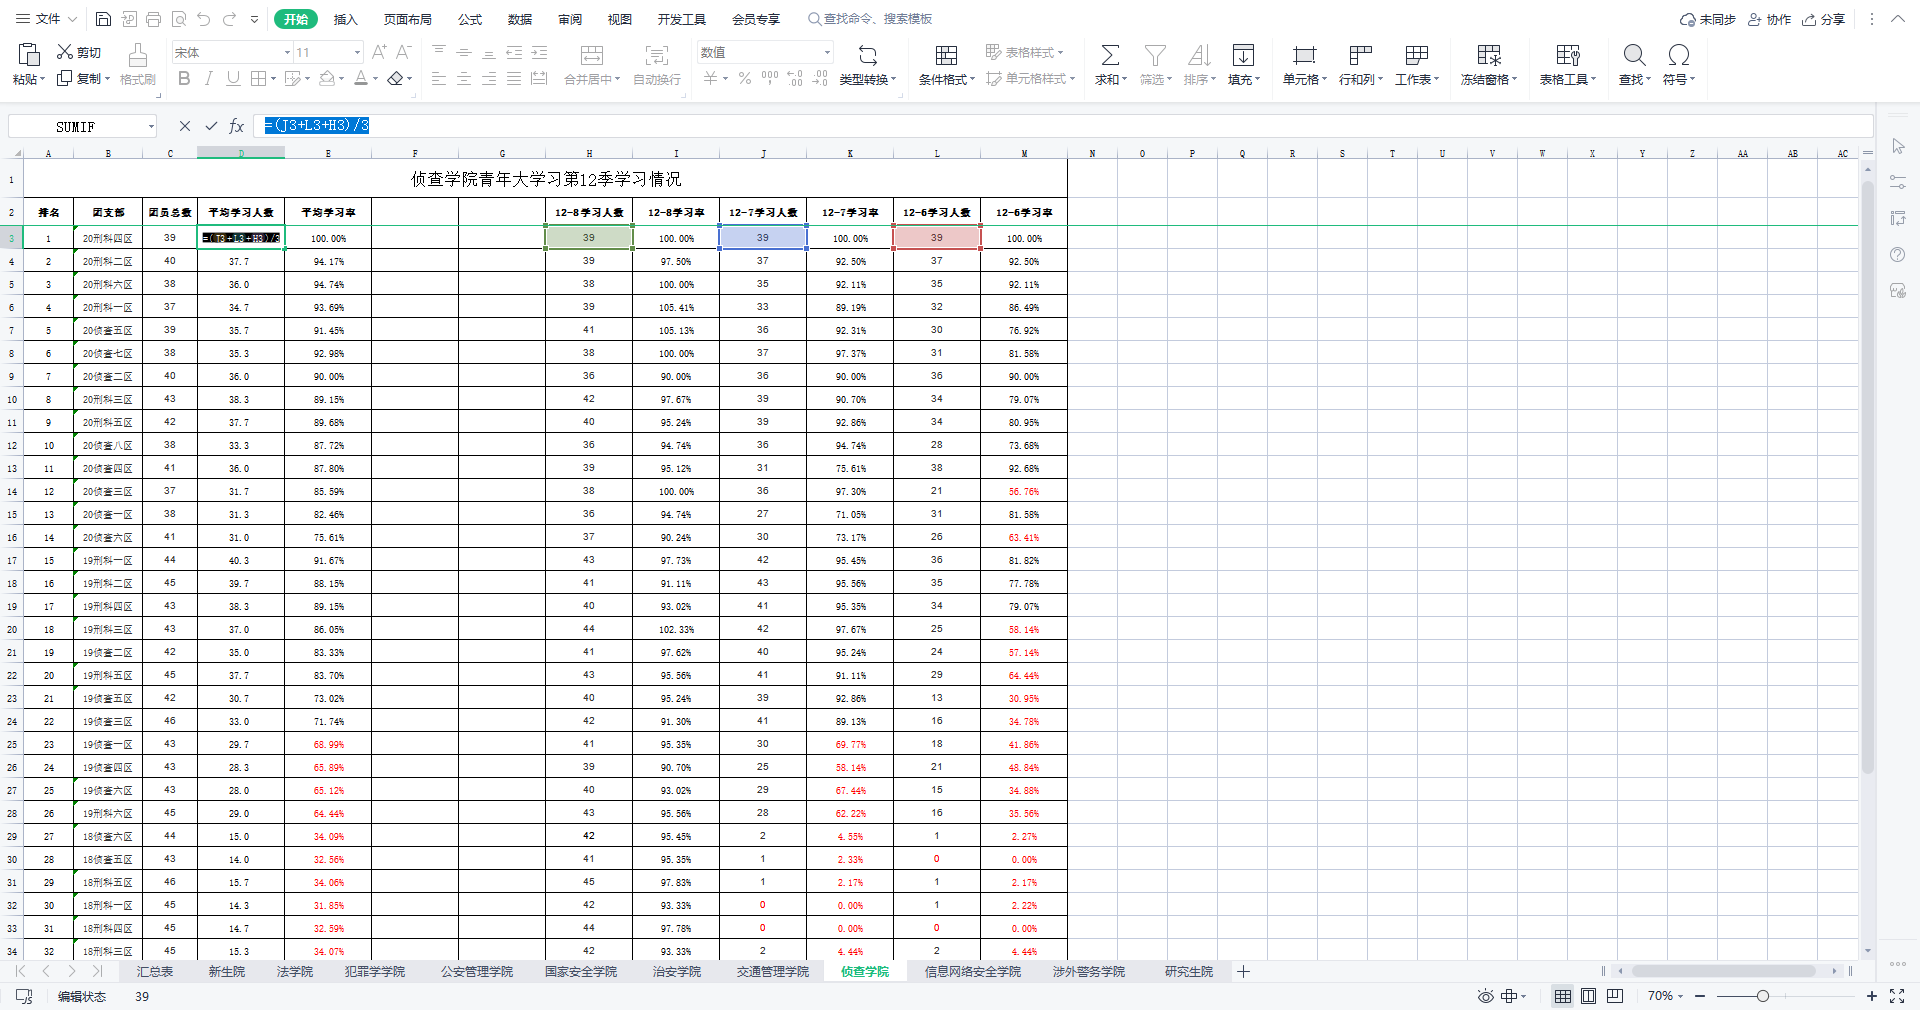 文件 开始 插入 页面布局 公式 数据 审阅 视图 开发工具 会员专享 查找命令、搜索模板 未同步 协作 分享
剪切 宋体 11 A+ A- 数值 表格样式
粘贴 复制 格式刷 B I U A 合并居中 自动换行 ¥ % 类型转换 条件格式 单元格样式 求和 筛选 排序 填充 单元格 行和列 工作表 冻结窗格 表格工具 查找 符号
SUMIF fx =(J3+L3+H3)/3
A B C D E F G H I J K L M N O P Q R S T U V W X Y Z AA AB AC
1 侦查学院青年大学习第12季学习情况
2 排名 团支部 团员总数 平均学习人数 平均学习率 12-8学习人数 12-8学习率 12-7学习人数 12-7学习率 12-6学习人数 12-6学习率
3 1 20刑科四区 39 =(J3+L3+H3)/3 100.00% 39 100.00% 39 100.00% 39 100.00%
4 2 20刑科二区 40 37.7 94.17% 39 97.50% 37 92.50% 37 92.50%
5 3 20刑科六区 38 36.0 94.74% 38 100.00% 35 92.11% 35 92.11%
6 4 20刑科一区 37 34.7 93.69% 39 105.41% 33 89.19% 32 86.49%
7 5 20侦查五区 39 35.7 91.45% 41 105.13% 36 92.31% 30 76.92%
8 6 20侦查七区 38 35.3 92.98% 38 100.00% 37 97.37% 31 81.58%
9 7 20侦查二区 40 36.0 90.00% 36 90.00% 36 90.00% 36 90.00%
10 8 20刑科三区 43 38.3 89.15% 42 97.67% 39 90.70% 34 79.07%
11 9 20刑科五区 42 37.7 89.68% 40 95.24% 39 92.86% 34 80.95%
12 10 20侦查八区 38 33.3 87.72% 36 94.74% 36 94.74% 28 73.68%
13 11 20侦查四区 41 36.0 87.80% 39 95.12% 31 75.61% 38 92.68%
14 12 20侦查三区 37 31.7 85.59% 38 100.00% 36 97.30% 21 56.76%
15 13 20侦查一区 38 31.3 82.46% 36 94.74% 27 71.05% 31 81.58%
16 14 20侦查六区 41 31.0 75.61% 37 90.24% 30 73.17% 26 63.41%
17 15 19刑科一区 44 40.3 91.67% 43 97.73% 42 95.45% 36 81.82%
18 16 19刑科二区 45 39.7 88.15% 41 91.11% 43 95.56% 35 77.78%
19 17 19刑科四区 43 38.3 89.15% 40 93.02% 41 95.35% 34 79.07%
20 18 19刑科三区 43 37.0 86.05% 44 102.33% 42 97.67% 25 58.14%
21 19 19侦查二区 42 35.0 83.33% 41 97.62% 40 95.24% 24 57.14%
22 20 19刑科五区 45 37.7 83.70% 43 95.56% 41 91.11% 29 64.44%
23 21 19侦查五区 42 30.7 73.02% 40 95.24% 39 92.86% 13 30.95%
24 22 19侦查三区 46 33.0 71.74% 42 91.30% 41 89.13% 16 34.78%
25 23 19侦查一区 43 29.7 68.99% 41 95.35% 30 69.77% 18 41.86%
26 24 19侦查四区 43 28.3 65.89% 39 90.70% 25 58.14% 21 48.84%
27 25 19侦查六区 43 28.0 65.12% 40 93.02% 29 67.44% 15 34.88%
28 26 19刑科六区 45 29.0 64.44% 43 95.56% 28 62.22% 16 35.56%
29 27 18侦查六区 44 15.0 34.09% 42 95.45% 2 4.55% 1 2.27%
30 28 18侦查五区 43 14.0 32.56% 41 95.35% 1 2.33% 0 0.00%
31 29 18刑科五区 46 15.7 34.06% 45 97.83% 1 2.17% 1 2.17%
32 30 18刑科一区 45 14.3 31.85% 42 93.33% 0 0.00% 1 2.22%
33 31 18刑科四区 45 14.7 32.59% 44 97.78% 0 0.00% 0 0.00%
34 32 18刑科三区 45 15.3 34.07% 42 93.33% 2 4.44% 2 4.44%
汇总表 新生院 法学院 犯罪学学院 公安管理学院 国家安全学院 治安学院 交通管理学院 侦查学院 信息网络安全学院 涉外警务学院 研究生院
编辑状态 39 70%